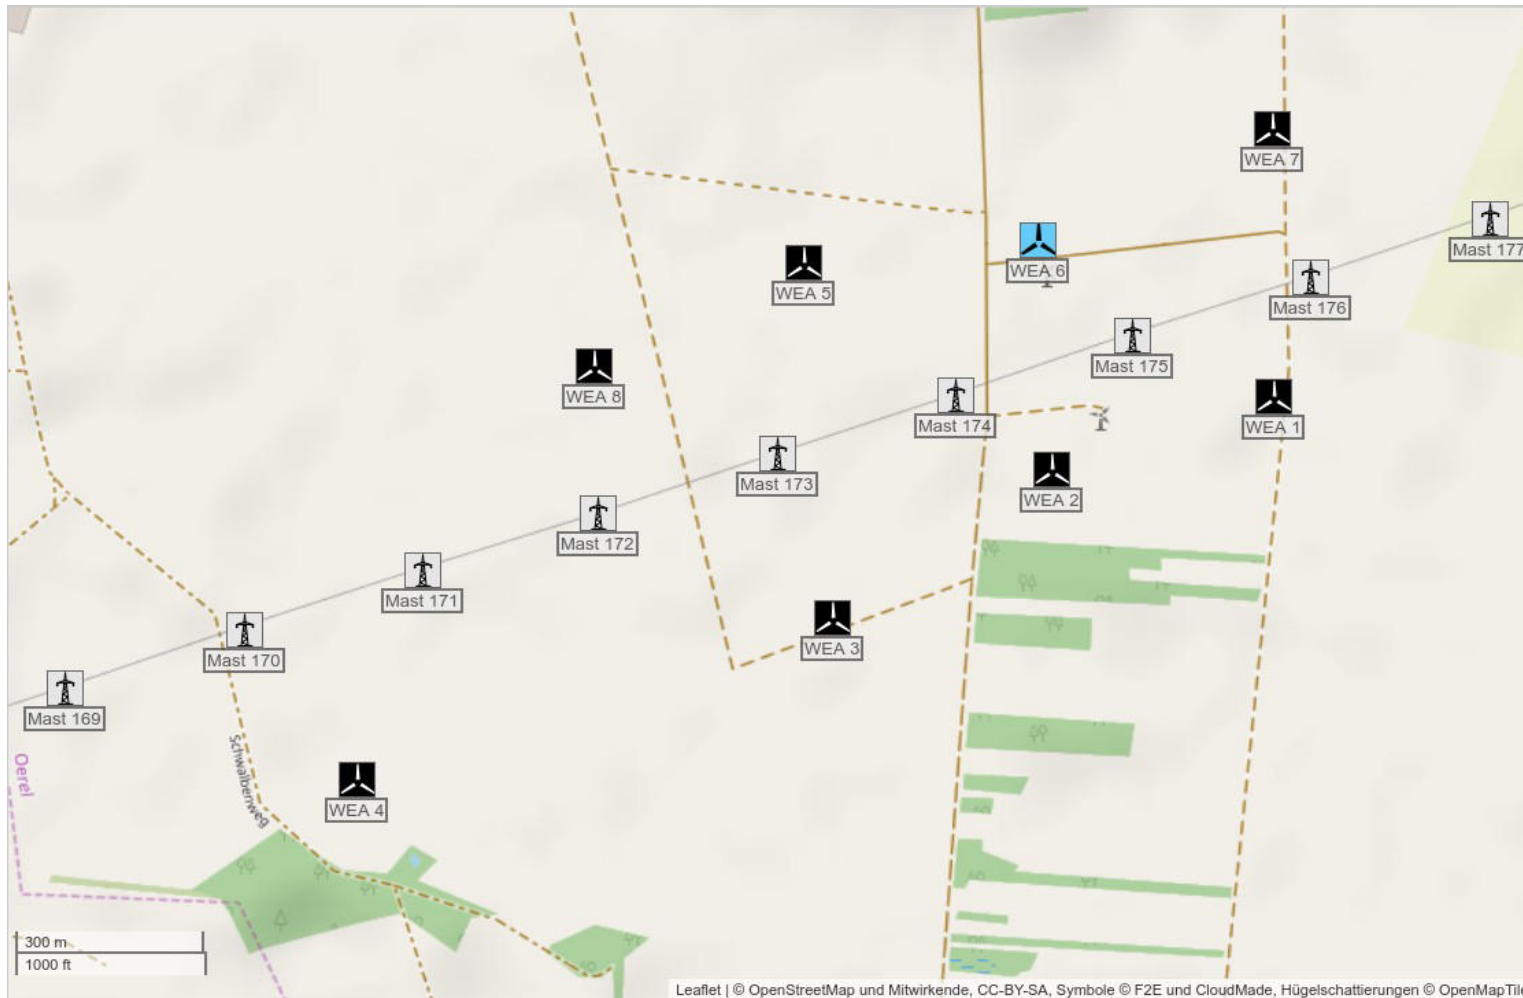 WEA 7
Mast 177
WEA 6
WEA 5
Mast 176
Mast 175
WEA 8
Mast 174
WEA 1
Mast 173
WEA 2
Mast 172
Mast 171
WEA 3
Mast 170
Mast 169
Schwalbenweg
Oerel
WEA 4
300 m
1000 ft
Leaflet | © OpenStreetMap und Mitwirkende, CC-BY-SA, Symbole © F2E und CloudMade, Hügelschattierungen © OpenMapTile